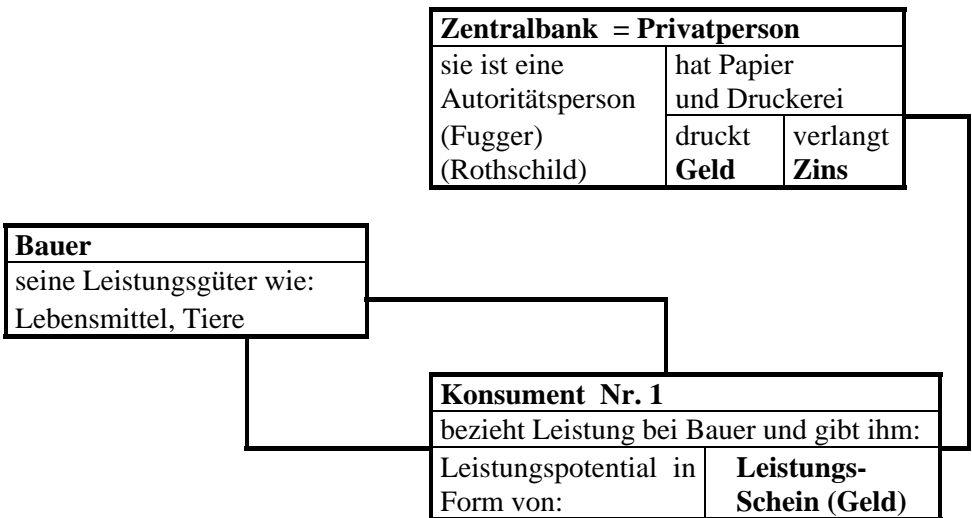 Zentralbank = Privatperson
sie ist eine
Autoritätsperson
(Fugger)
(Rothschild)
hat Papier
und Druckerei
druckt
Geld
verlangt
Zins
Bauer
seine Leistungsgüter wie:
Lebensmittel, Tiere
Konsument Nr. 1
bezieht Leistung bei Bauer und gibt ihm:
Leistungspotential in
Form von:
Leistungs-
Schein (Geld)